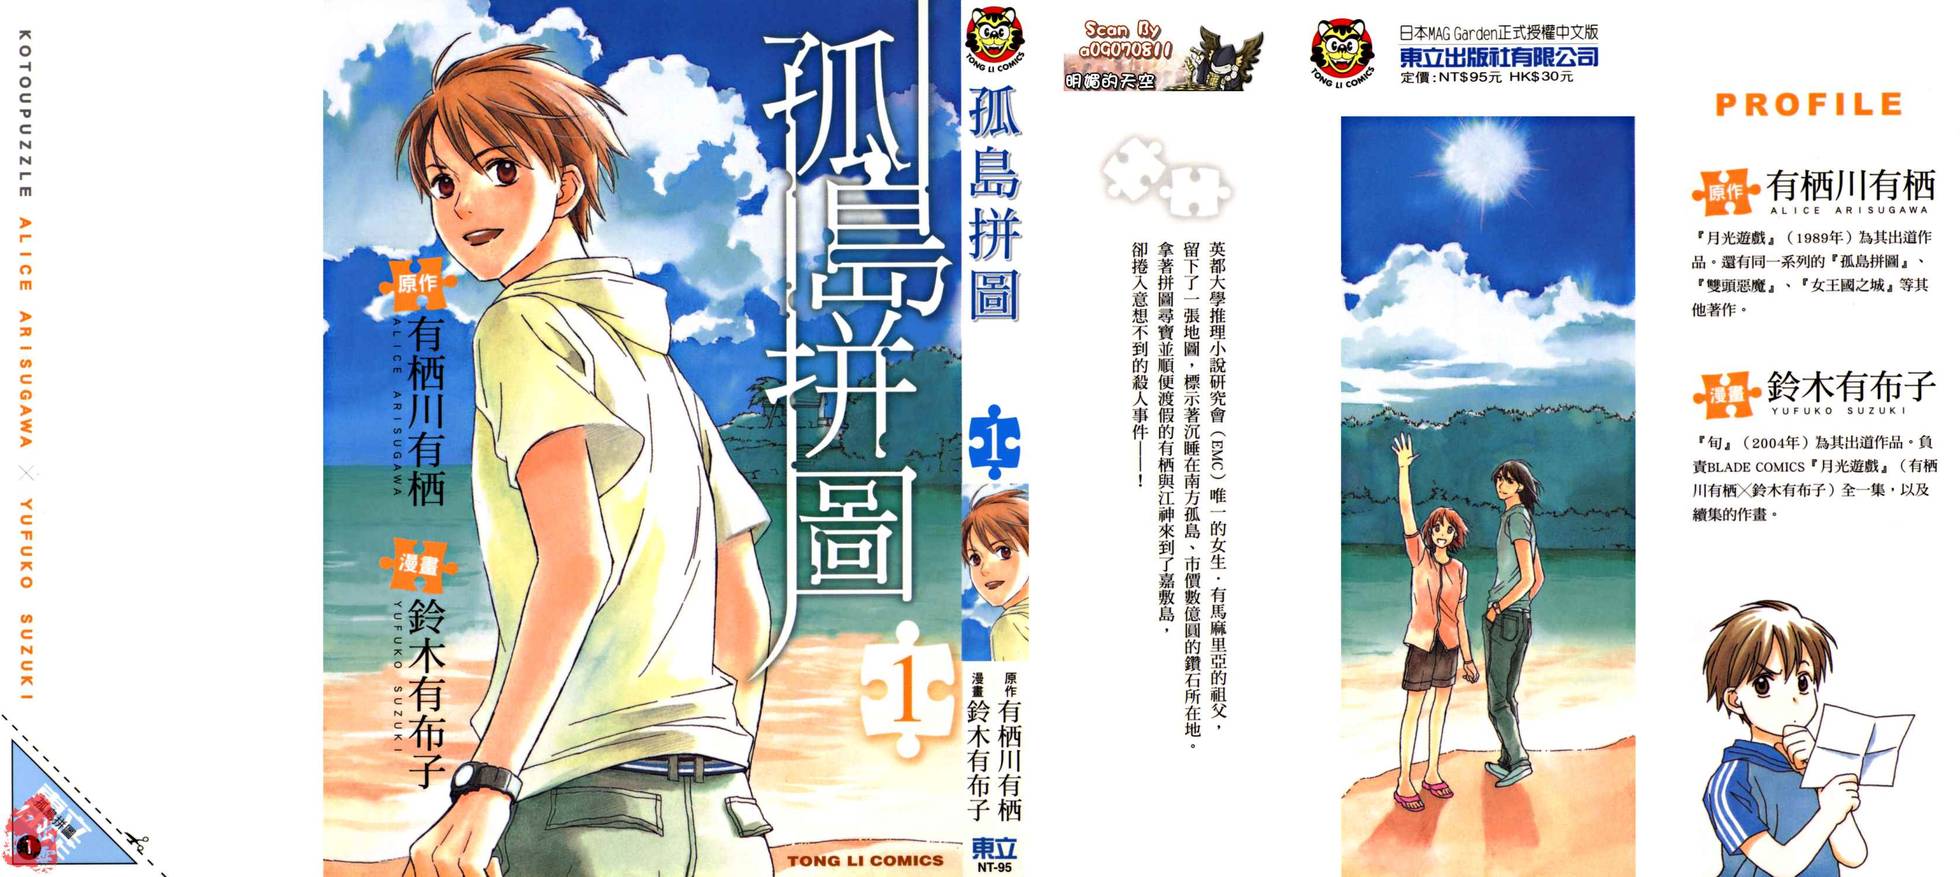 KOTOUPUZZLE ALICE ARISUGAWA × YUFUKO SUZUKI
孤島拼圖
1
孤島拼圖
1
原作
有栖川有栖
ALICE ARISUGAWA
漫畫
鈴木有布子
YUFUKO SUZUKI
TONG LI COMICS
TONG LI COMICS
孤島拼圖
1
原作 有栖川有栖
漫畫 鈴木有布子
東立
NT-95
Scan By
a09070811
明媚的天空
英都大學推理小說研究會（EMC）唯一的女生．有馬麻里亞的祖父，
留下了一張地圖，標示著沉睡在南方孤島、市價數億圓的鑽石所在地。
拿著拼圖尋寶並順便渡假的有栖與江神來到了嘉敷島，
卻捲入意想不到的殺人事件——！
TONG LI COMICS
日本MAG Garden正式授權中文版
東立出版社有限公司
定價:NT$95元 HK$30元
PROFILE
原作
有栖川有栖
ALICE ARISUGAWA
『月光遊戲』（1989年）為其出道作
品。還有同一系列的『孤島拼圖』、
『雙頭惡魔』、『女王國之城』等其
他著作。
漫畫
鈴木有布子
YUFUKO SUZUKI
『旬』（2004年）為其出道作品。負
責BLADE COMICS『月光遊戲』（有栖
川有栖╳鈴木有布子）全一集，以及
續集的作畫。